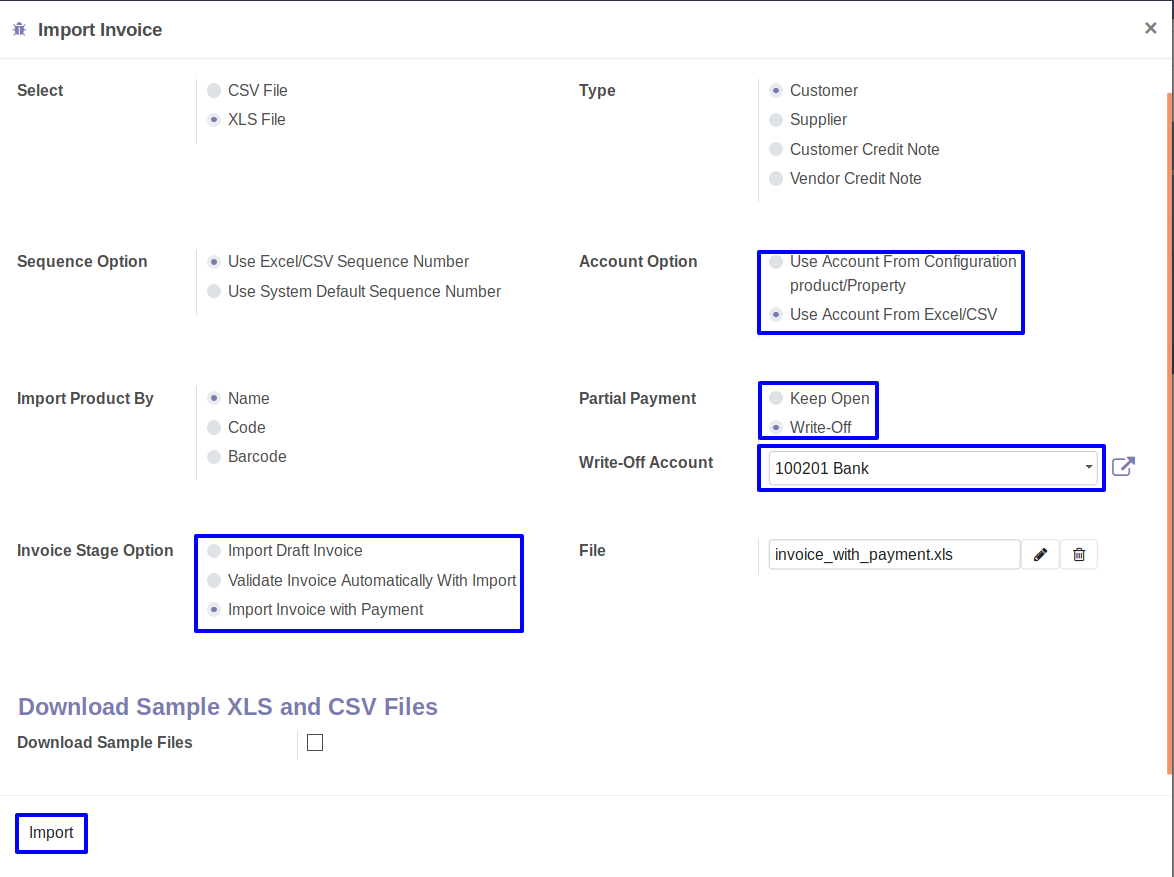 Import Invoice
×
Select
CSV File
XLS File
Type
Customer
Supplier
Customer Credit Note
Vendor Credit Note
Sequence Option
Use Excel/CSV Sequence Number
Use System Default Sequence Number
Account Option
Use Account From Configuration
product/Property
Use Account From Excel/CSV
Import Product By
Name
Code
Barcode
Partial Payment
Keep Open
Write-Off
Write-Off Account
100201 Bank
Invoice Stage Option
Import Draft Invoice
Validate Invoice Automatically With Import
Import Invoice with Payment
File
invoice_with_payment.xls
Download Sample XLS and CSV Files
Download Sample Files
Import